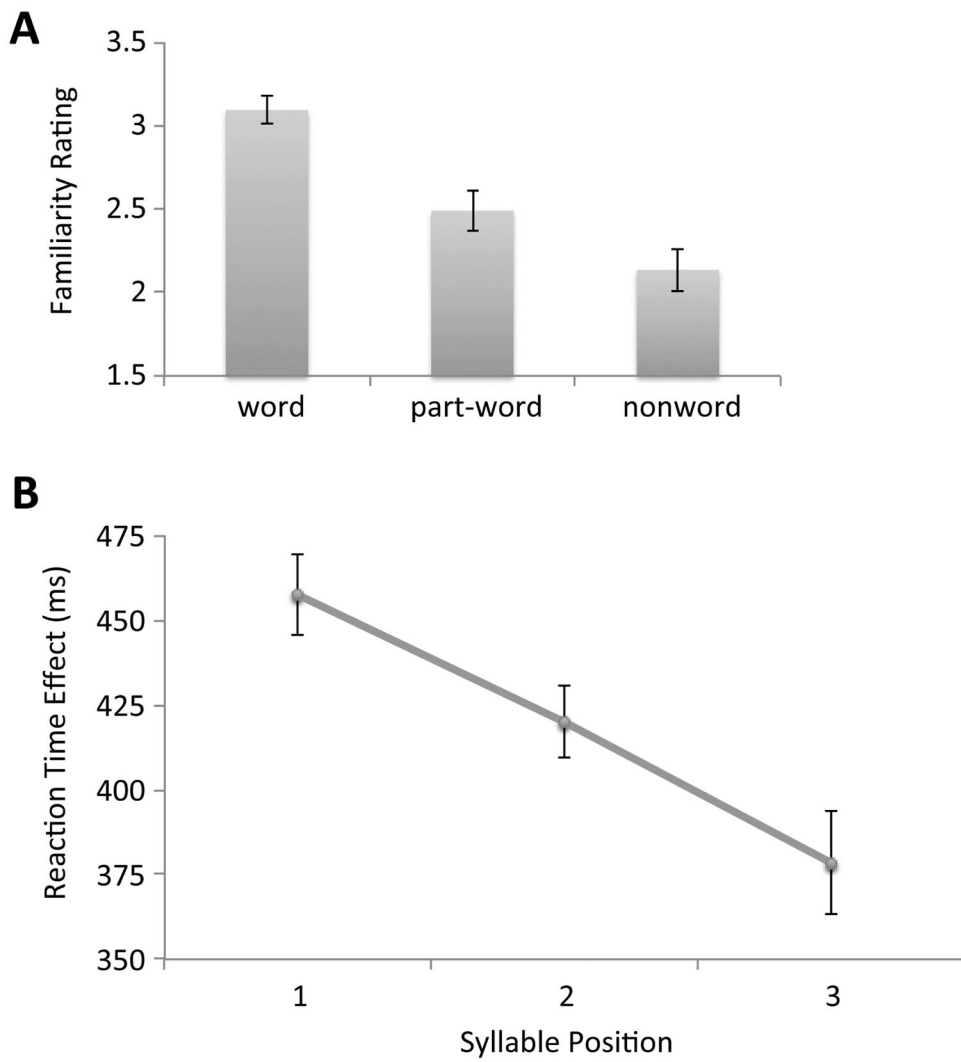 A
3.5
3
2.5
2
1.5
Familiarity Rating
word part-word nonword
B
475
450
425
400
375
350
Reaction Time Effect (ms)
1 2 3
Syllable Position